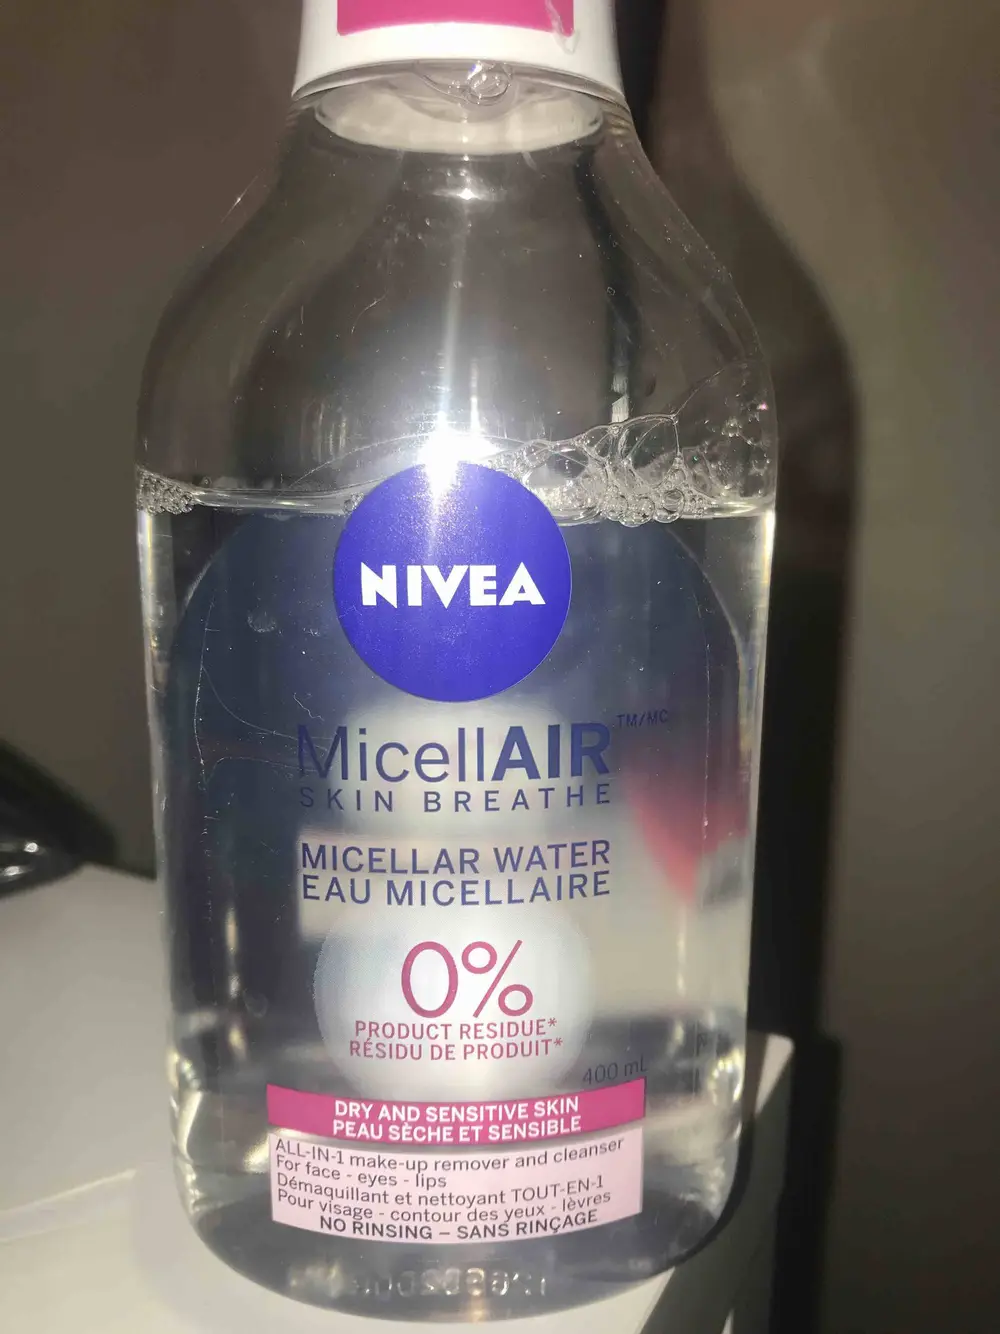 NIVEA
MicellAIR™/MC
SKIN BREATHE
MICELLAR WATER
EAU MICELLAIRE
0%
PRODUCT RESIDUE*
RÉSIDU DE PRODUIT*
400 mL
DRY AND SENSITIVE SKIN
PEAU SÈCHE ET SENSIBLE
ALL-IN-1 make-up remover and cleanser
For face - eyes - lips
Démaquillant et nettoyant TOUT-EN-1
Pour visage - contour des yeux - lèvres
NO RINSING – SANS RINÇAGE